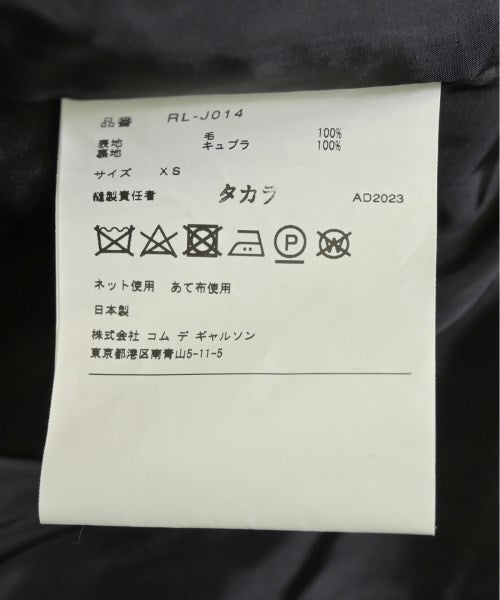 品番 RL-J014
表地 毛 100%
裏地 キュプラ 100%
サイズ XS
縫製責任者 タカラ AD2023
P W
ネット使用 あて布使用
日本製
株式会社 コム デ ギャルソン
東京都港区南青山5-11-5